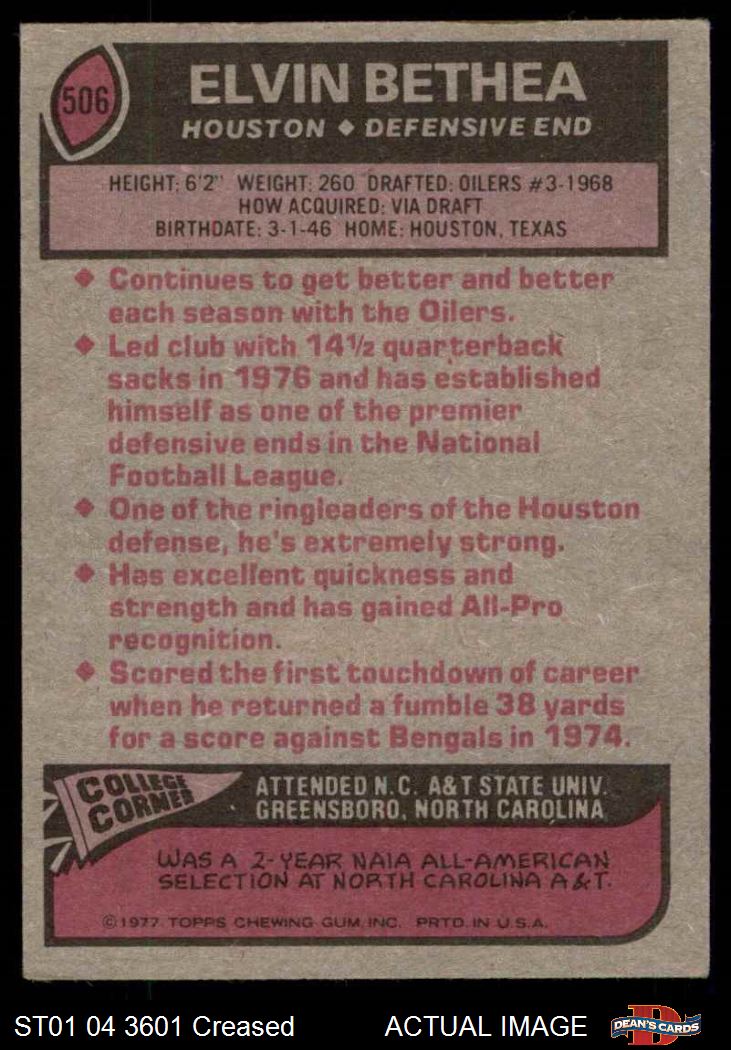 506
ELVIN BETHEA
HOUSTON ◆ DEFENSIVE END
HEIGHT: 6'2" WEIGHT: 260 DRAFTED: OILERS #3-1968
HOW ACQUIRED: VIA DRAFT
BIRTHDATE: 3-1-46 HOME: HOUSTON, TEXAS
◆ Continues to get better and better
each season with the Oilers.
◆ Led club with 14½ quarterback
sacks in 1976 and has established
himself as one of the premier
defensive ends in the National
Football League.
◆ One of the ringleaders of the Houston
defense, he's extremely strong.
◆ Has excellent quickness and
strength and has gained All-Pro
recognition.
◆ Scored the first touchdown of career
when he returned a fumble 38 yards
for a score against Bengals in 1974.
COLLEGE
CORNER
ATTENDED N.C. A&T STATE UNIV.
GREENSBORO, NORTH CAROLINA
WAS A 2-YEAR NAIA ALL-AMERICAN
SELECTION AT NORTH CAROLINA A&T.
©1977 TOPPS CHEWING GUM, INC. PRTD. IN U.S.A.
ST01 04 3601 Creased ACTUAL IMAGE
D
DEAN'S CARDS